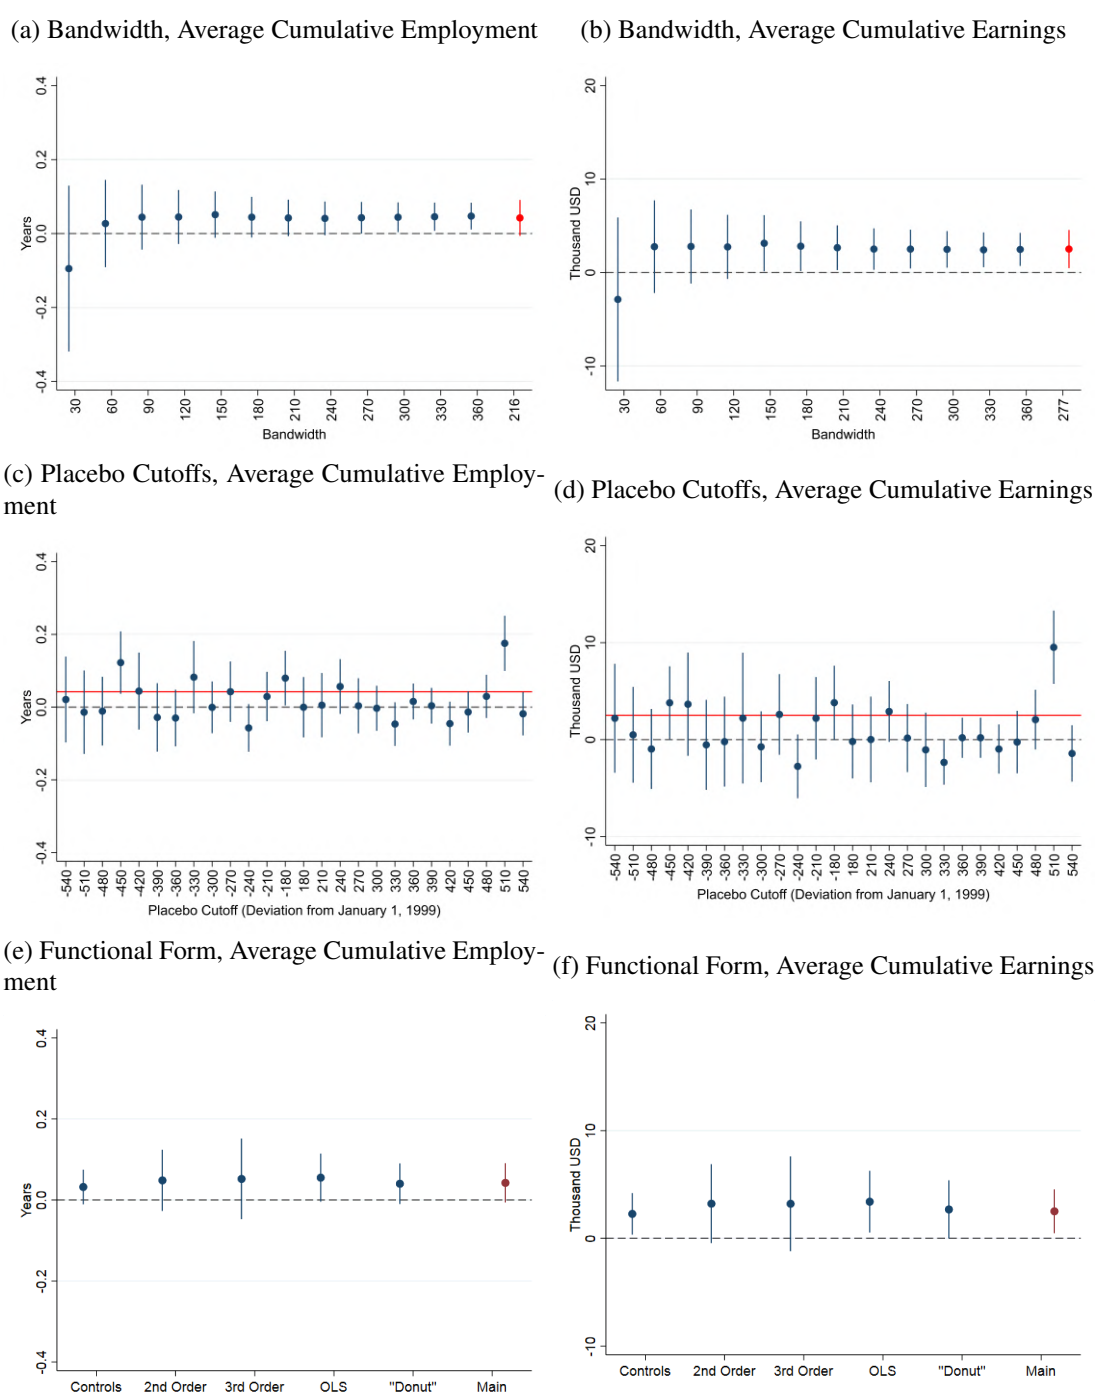 (a) Bandwidth, Average Cumulative Employment
0.4
0.2
0.0
-0.2
-0.4
Years
30 60 90 120 150 180 210 240 270 300 330 360 216
Bandwidth
(b) Bandwidth, Average Cumulative Earnings
20
10
0
-10
Thousand USD
30 60 90 120 150 180 210 240 270 300 330 360 277
Bandwidth
(c) Placebo Cutoffs, Average Cumulative Employ-
ment
0.4
0.2
0.0
-0.2
-0.4
Years
-540 -510 -480 -450 -420 -390 -360 -330 -300 -270 -240 -210 -180 180 210 240 270 300 330 360 390 420 450 480 510 540
Placebo Cutoff (Deviation from January 1, 1999)
(d) Placebo Cutoffs, Average Cumulative Earnings
20
10
0
-10
Thousand USD
-540 -510 -480 -450 -420 -390 -360 -330 -300 -270 -240 -210 -180 180 210 240 270 300 330 360 390 420 450 480 510 540
Placebo Cutoff (Deviation from January 1, 1999)
(e) Functional Form, Average Cumulative Employ-
ment
0.4
0.2
0.0
-0.2
-0.4
Years
Controls 2nd Order 3rd Order OLS "Donut" Main
(f) Functional Form, Average Cumulative Earnings
20
10
0
-10
Thousand USD
Controls 2nd Order 3rd Order OLS "Donut" Main